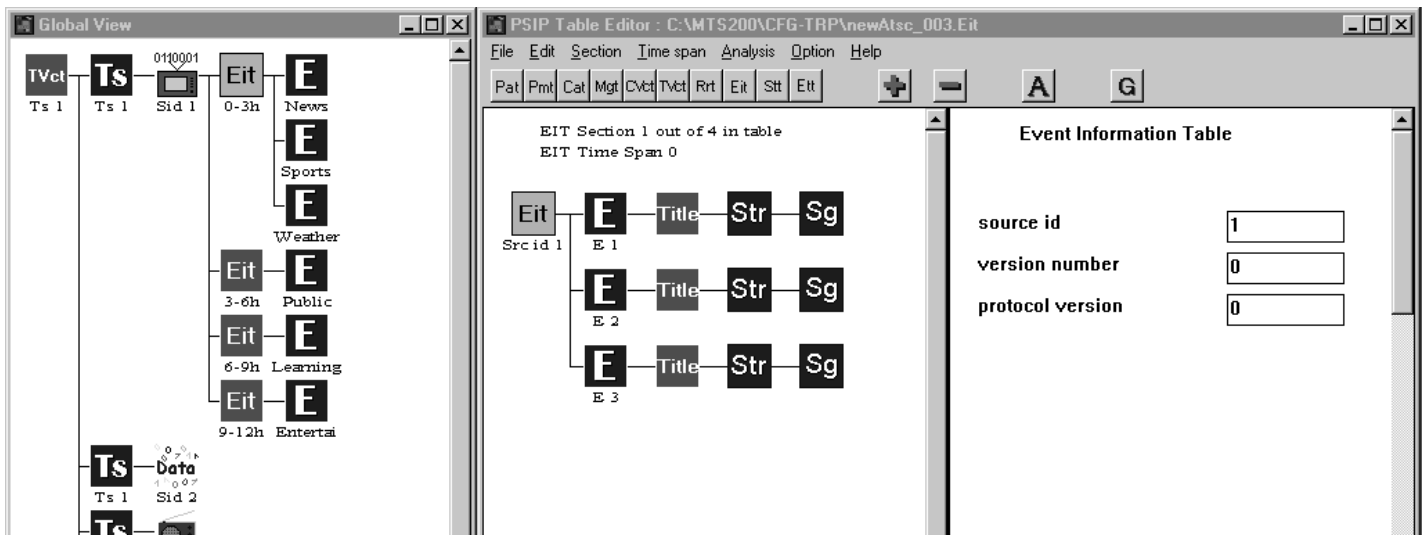 Global View
TVct Ts 0110001 Eit E
Ts 1 Ts 1 Sid 1 0-3h News
E
Sports
E
Weather
Eit E
3-6h Public
Eit E
6-9h Learning
Eit E
9-12h Entertai
Ts Data
Ts 1 Sid 2
Ts
PSIP Table Editor : C:\MTS200\CFG-TRP\newAtsc_003.Eit
File Edit Section Time span Analysis Option Help
Pat Pmt Cat Mgt CVct TVct Rrt Eit Stt Ett A G
EIT Section 1 out of 4 in table
EIT Time Span 0
Eit E Title Str Sg
Src id 1 E 1
E Title Str Sg
E 2
E Title Str Sg
E 3
Event Information Table
source id 1
version number 0
protocol version 0